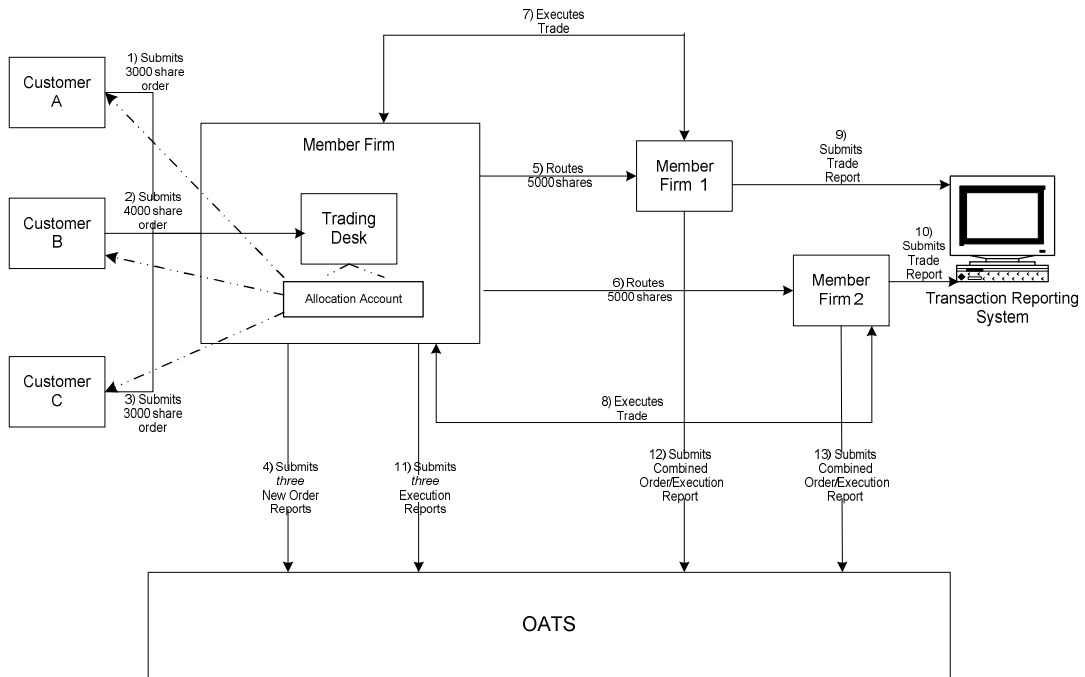 7) Executes
Trade
1) Submits
3000 share
order
Customer
A
Member Firm
9)
Submits
Trade
Report
5) Routes
5000 shares
Member
Firm 1
2) Submits
4000 share
order
Customer
B
Trading
Desk
10)
Submits
Trade
Report
Allocation Account
6) Routes
5000 shares
Member
Firm 2
Transaction Reporting
System
Customer
C
3) Submits
3000 share
order
8) Executes
Trade
4) Submits
three
New Order
Reports
11) Submits
three
Execution
Reports
12) Submits
Combined
Order/Execution
Report
13) Submits
Combined
Order/Execution
Report
OATS